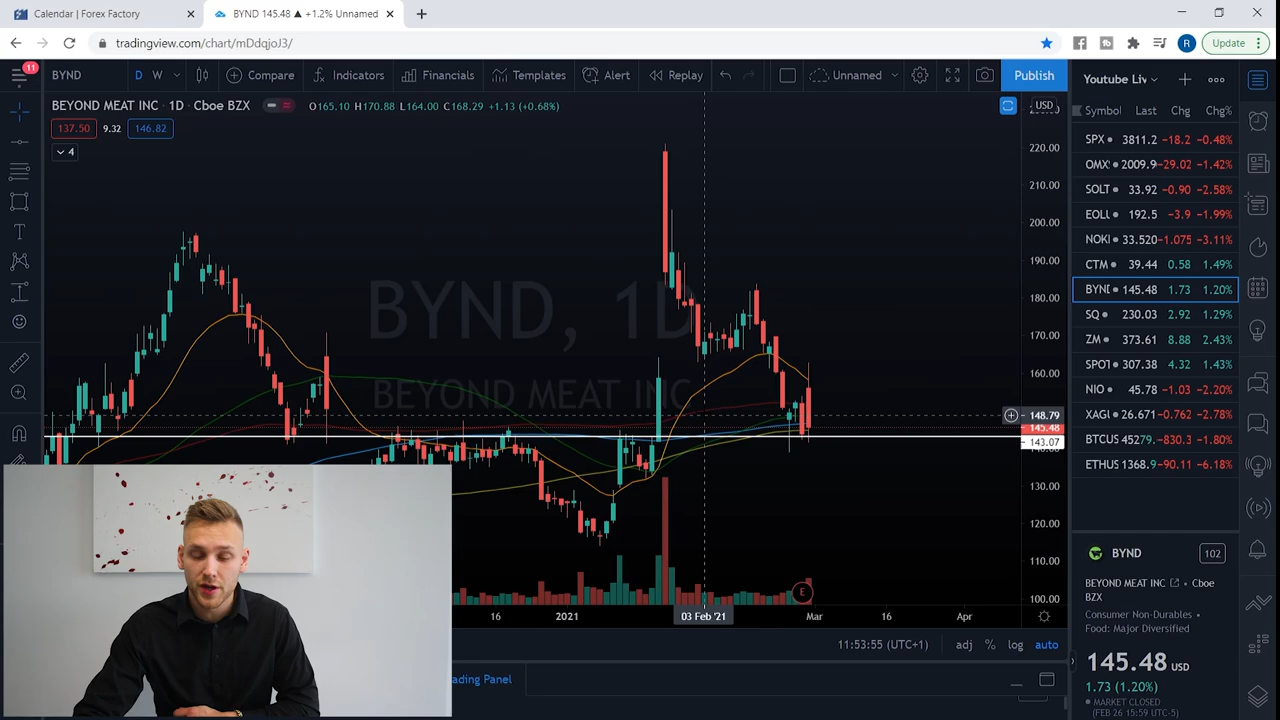 Calendar | Forex Factory
BYND 145.48 ▲ +1.2% Unnamed
tradingview.com/chart/mDdqjoJ3/
R
Update
11
BYND
D W
Compare
Indicators
Financials
Templates
Alert
Replay
Unnamed
Publish
Youtube Liv
BEYOND MEAT INC · 1D · Cboe BZX
O165.10 H170.88 L164.00 C168.29 +1.13 (+0.68%)
137.50 9.32 146.82
4
USD
220.00
210.00
200.00
190.00
180.00
170.00
160.00
148.79
145.48
143.07
130.00
120.00
110.00
100.00
BYND, 1D
BEYOND MEAT INC
E
16 2021 03 Feb '21 Mar 16 Apr
11:53:55 (UTC+1) adj % log auto
ading Panel
Symbol Last Chg Chg%
SPX 3811.2 −18.2 −0.48%
OMX 2009.9 −29.02 −1.42%
SOLT 33.92 −0.90 −2.58%
EOLU 192.5 −3.9 −1.99%
NOKI 33.520 −1.075 −3.11%
CTM 39.44 0.58 1.49%
BYND 145.48 1.73 1.20%
SQ 230.03 2.92 1.29%
ZM 373.61 8.88 2.43%
SPOT 307.38 4.32 1.43%
NIO 45.78 −1.03 −2.20%
XAGU 26.671 −0.762 −2.78%
BTCUS 45279. −830.3 −1.80%
ETHUS 1368.9 −90.11 −6.18%
BYND 102
BEYOND MEAT INC · Cboe
BZX
Consumer Non-Durables ·
Food: Major Diversified
145.48 USD
1.73 (1.20%)
MARKET CLOSED
(FEB 26 15:59 UTC-5)